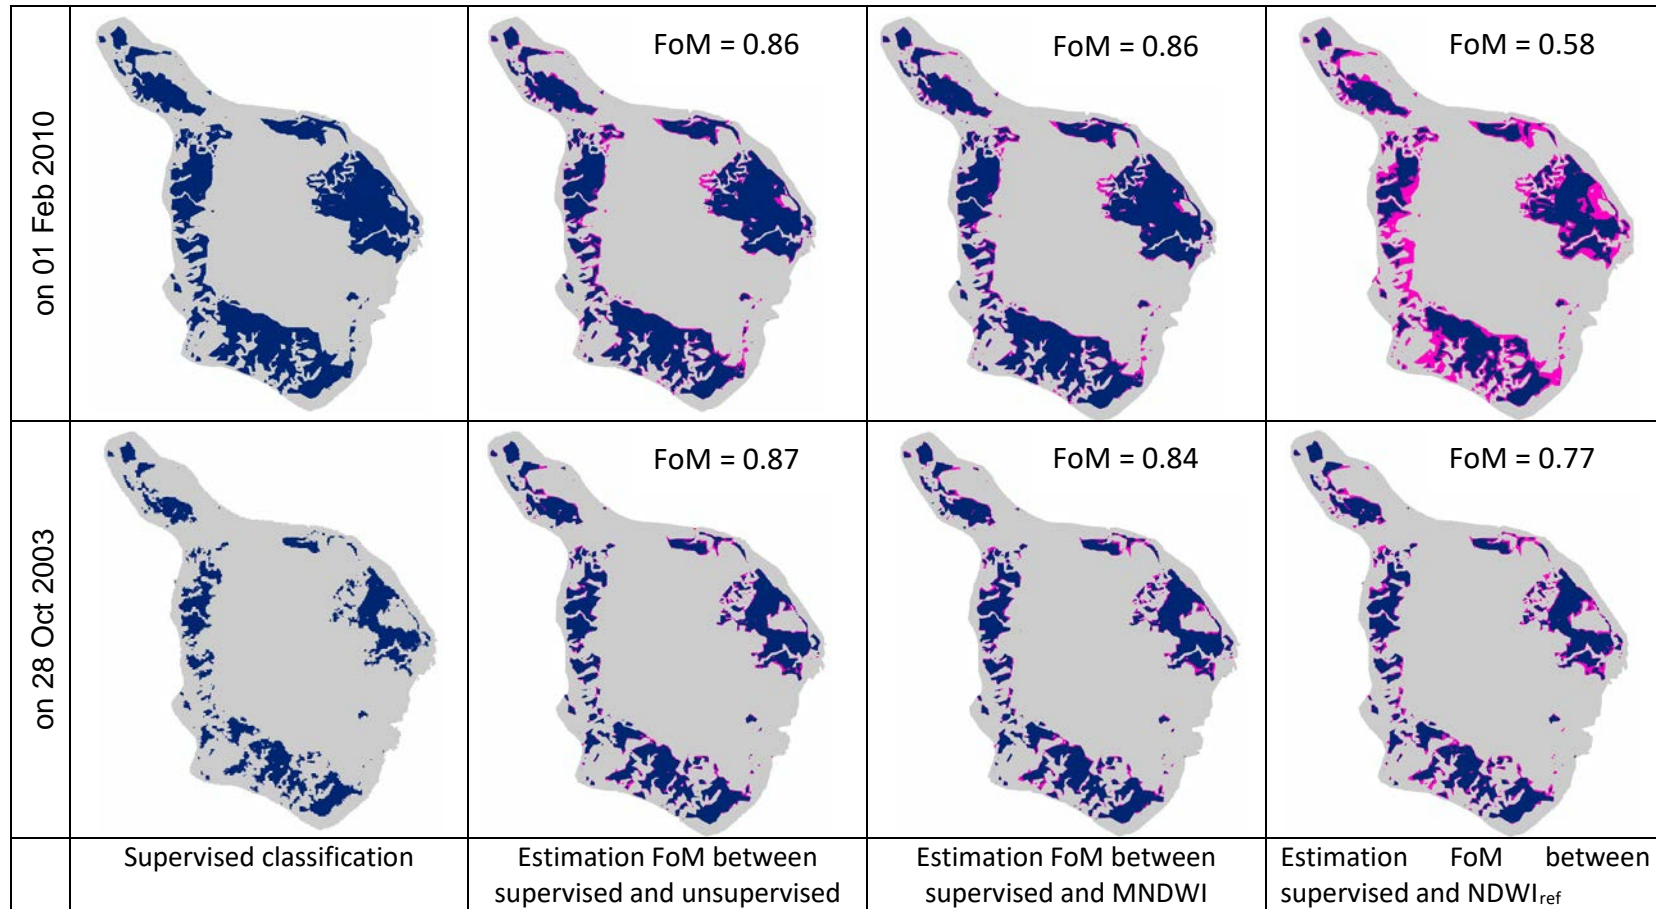 on 01 Feb 2010
FoM = 0.86
FoM = 0.86
FoM = 0.58
on 28 Oct 2003
FoM = 0.87
FoM = 0.84
FoM = 0.77
Supervised classification
Estimation FoM between
supervised and unsupervised
Estimation FoM between
supervised and MNDWI
Estimation FoM between
supervised and NDWIref